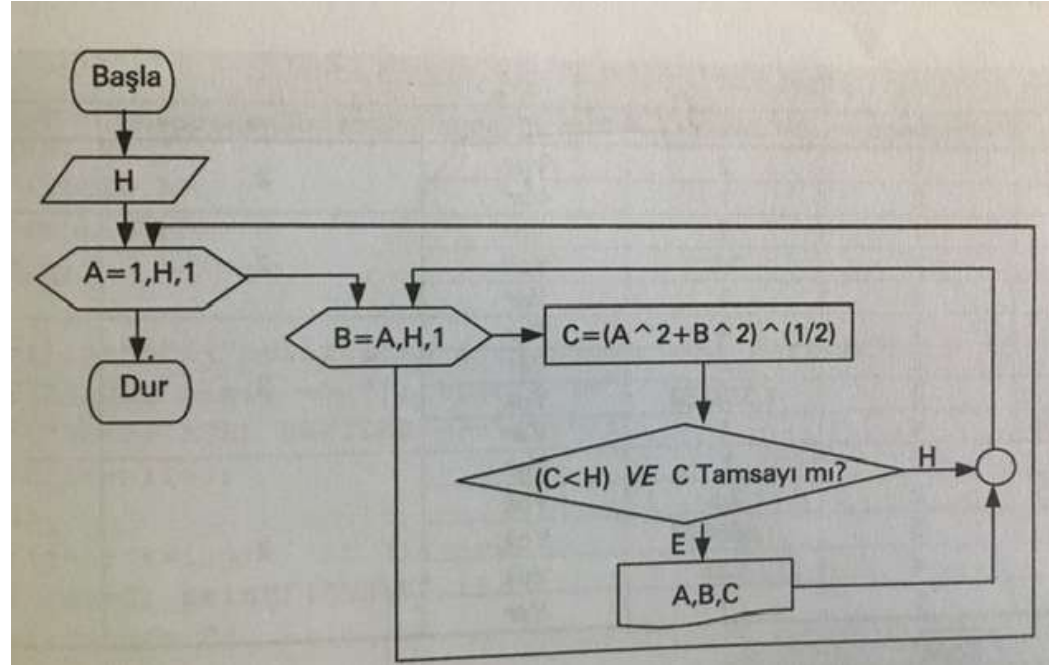 Başla
H
A=1,H,1
Dur
B=A,H,1
C=(A^2+B^2)^(1/2)
(C<H) VE C Tamsayı mı?
H
E
A,B,C